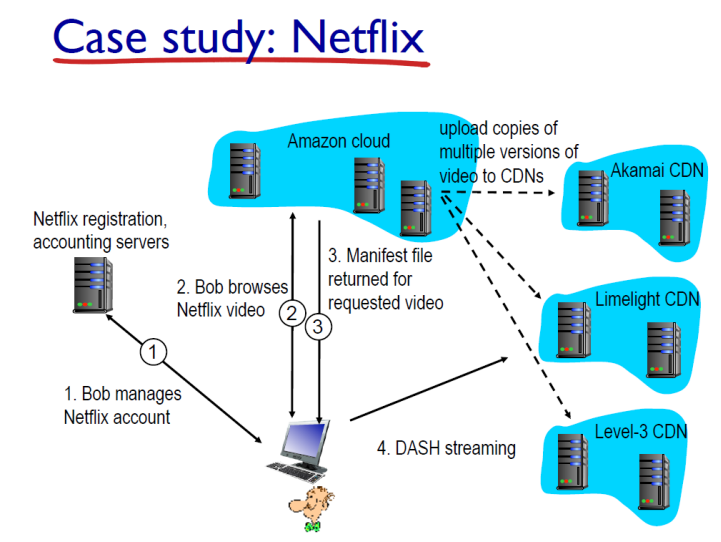 Case study: Netflix
Amazon cloud
upload copies of
multiple versions of
video to CDNs
Akamai CDN
Netflix registration,
accounting servers
3. Manifest file
returned for
requested video
2. Bob browses
Netflix video
2
3
Limelight CDN
1
1. Bob manages
Netflix account
4. DASH streaming
Level-3 CDN